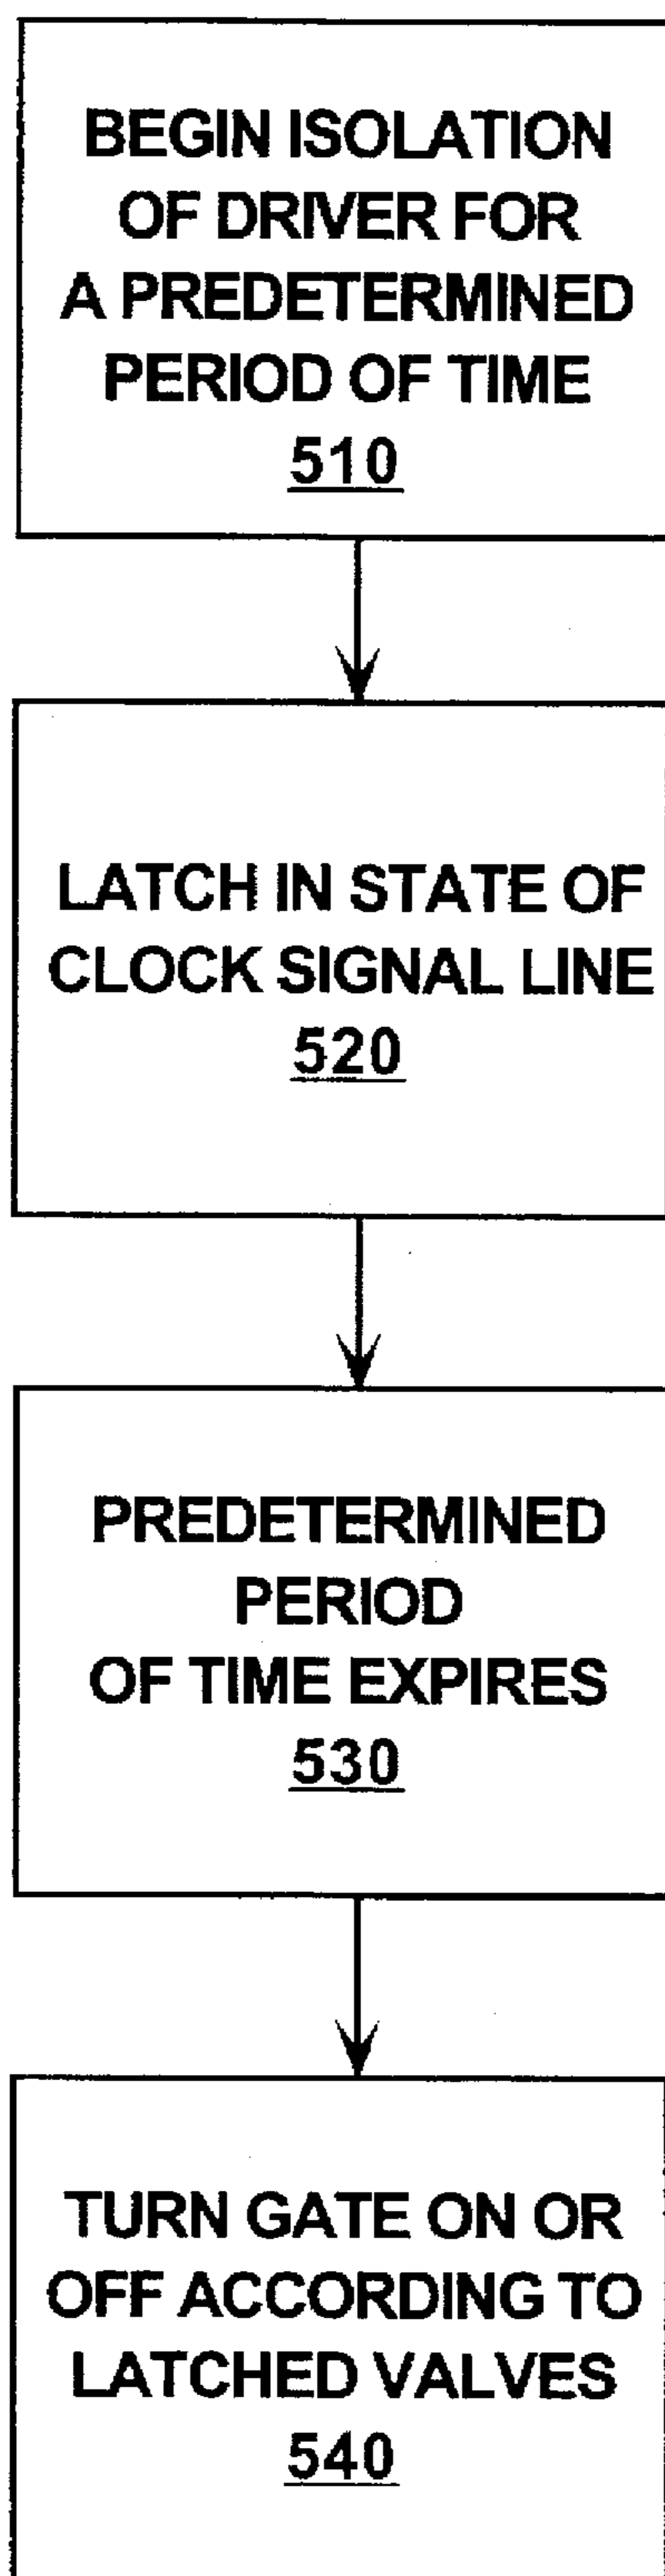 BEGIN ISOLATION
OF DRIVER FOR
A PREDETERMINED
PERIOD OF TIME
510
LATCH IN STATE OF
CLOCK SIGNAL LINE
520
PREDETERMINED
PERIOD
OF TIME EXPIRES
530
TURN GATE ON OR
OFF ACCORDING TO
LATCHED VALVES
540